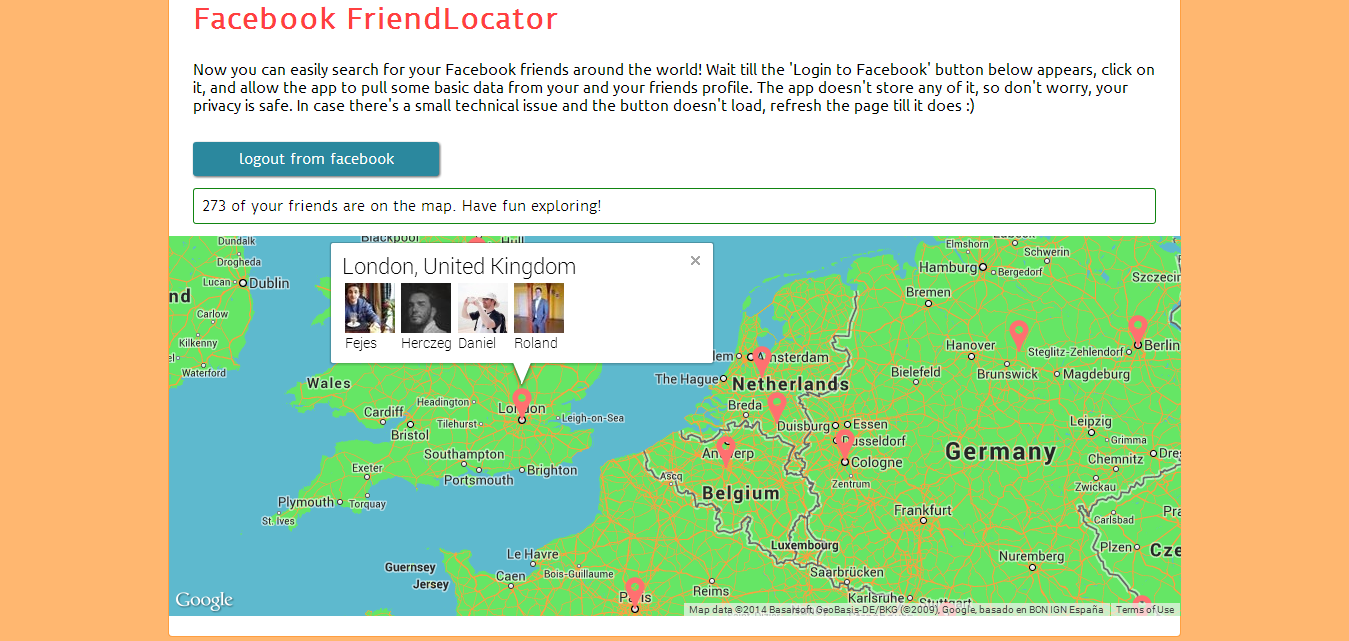 Facebook FriendLocator
Now you can easily search for your Facebook friends around the world! Wait till the 'Login to Facebook' button below appears, click on
it, and allow the app to pull some basic data from your and your friends profile. The app doesn't store any of it, so don't worry, your
privacy is safe. In case there's a small technical issue and the button doesn't load, refresh the page till it does :)
logout from facebook
273 of your friends are on the map. Have fun exploring!
London, United Kingdom
×
Fejes Herczeg Daniel Roland
Dundalk
Blackpool
Hull
Drogheda
Lucan
Dublin
Carlow
Kilkenny
Waterford
Wales
Cardiff
Headington
London
Leigh-on-Sea
Tilehurst
Bristol
Southampton
Exeter
Brighton
Portsmouth
Plymouth
Torquay
St. Ives
Le Havre
Guernsey
Caen
Bois-Guillaume
Jersey
Paris
Reims
Elmshorn
Schwerin
Hamburg
Bergedorf
Bremen
Hanover
Steglitz-Zehlendorf
Berlin
Amsterdam
The Hague
Netherlands
Bielefeld
Brunswick
Magdeburg
Breda
Duisburg
Essen
Leipzig
Dusseldorf
Grimma
Antwerp
Germany
Cologne
Chemnitz
Zentrum
Zwickau
Belgium
Frankfurt
Carlsbad
Luxembourg
Plzen
Nuremberg
Saarbrücken
Karlsruhe
Stuttgart
Google
Map data ©2014 Basarsoft, GeoBasis-DE/BKG (©2009), Google, basado en BCN IGN España
Terms of Use